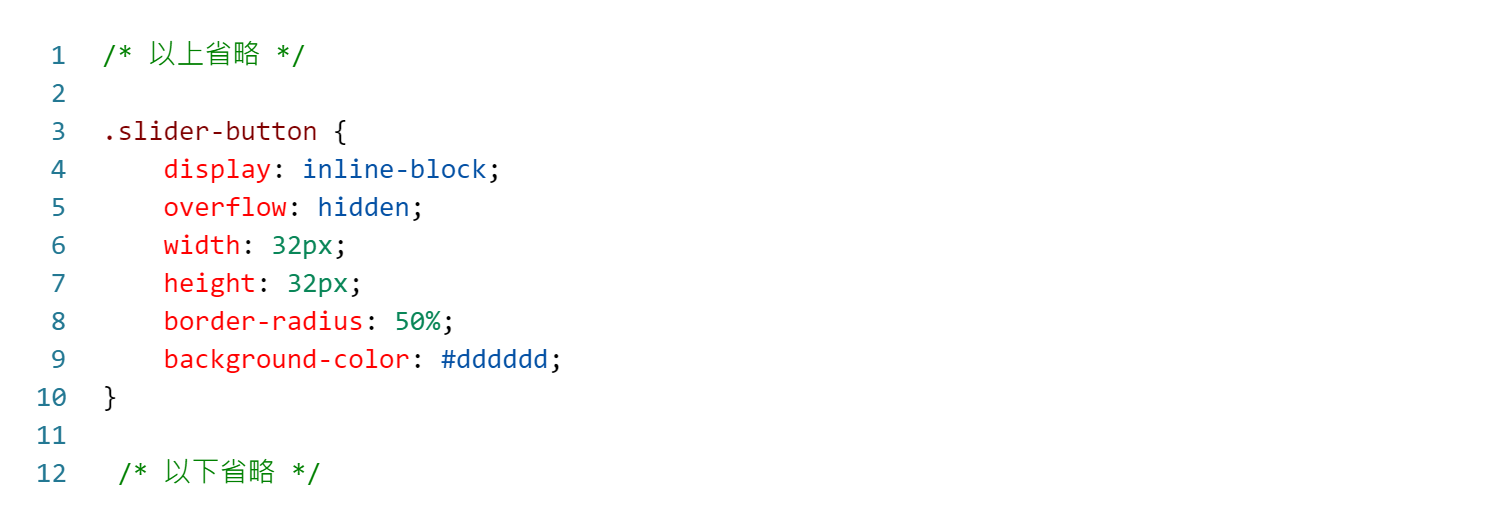 1 /* 以上省略 */
2
3 .slider-button {
4     display: inline-block;
5     overflow: hidden;
6     width: 32px;
7     height: 32px;
8     border-radius: 50%;
9     background-color: #dddddd;
10 }
11
12  /* 以下省略 */